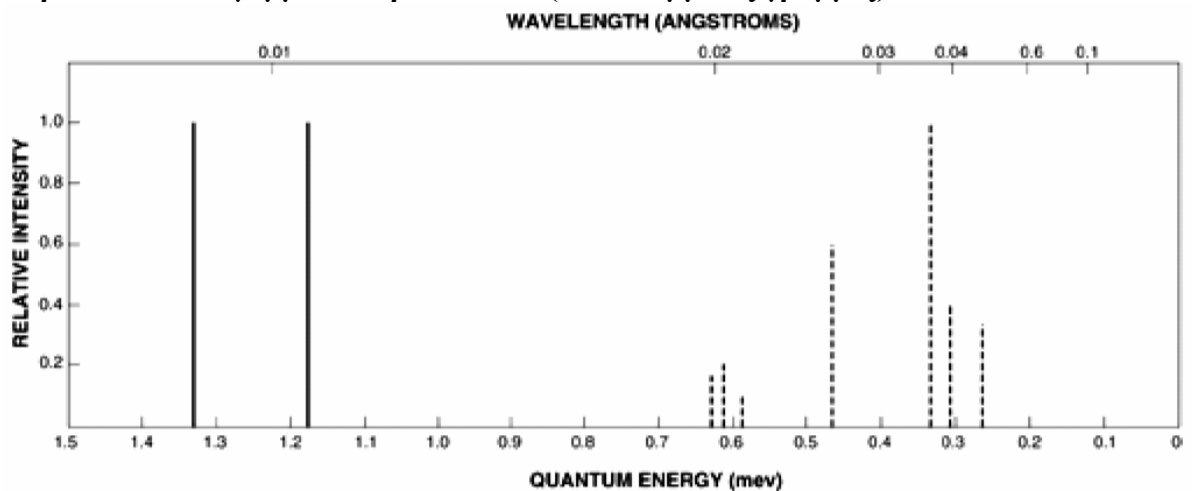 WAVELENGTH (ANGSTROMS)
0.01 0.02 0.03 0.04 0.6 0.1
RELATIVE INTENSITY
1.0
0.8
0.6
0.4
0.2
1.5 1.4 1.3 1.2 1.1 1.0 0.9 0.8 0.7 0.6 0.5 0.4 0.3 0.2 0.1 0
QUANTUM ENERGY (mev)